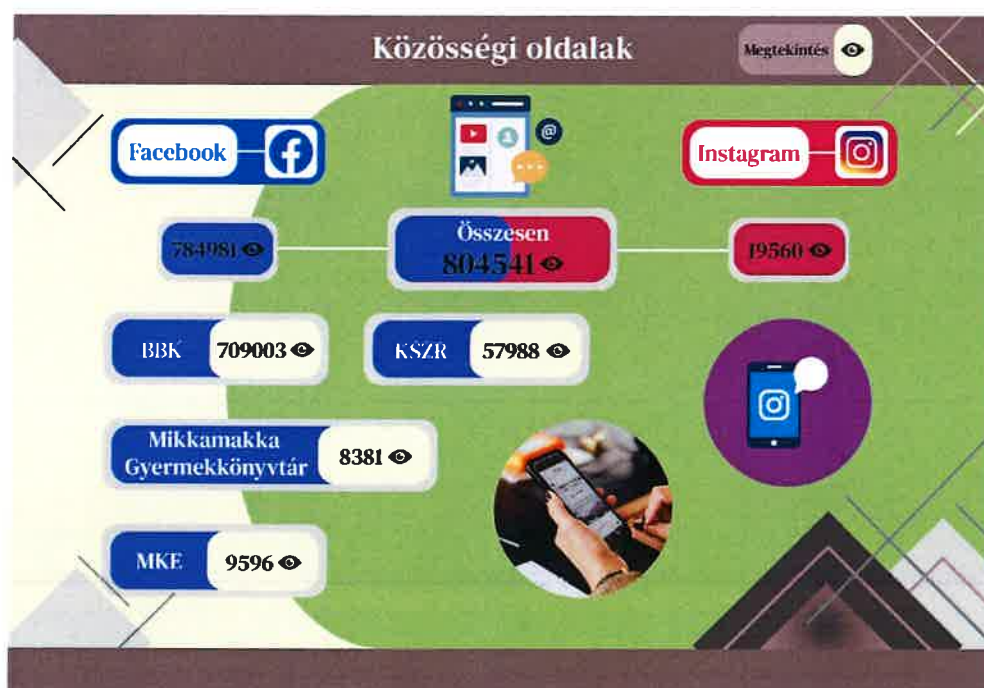 Közösségi oldalak
Megtekintés
Facebook
Instagram
784981
Összesen
804541
19560
BBK 709003
KSZR 57988
Mikkamakka
Gyermekkönyvtár
8381
MKE 9596